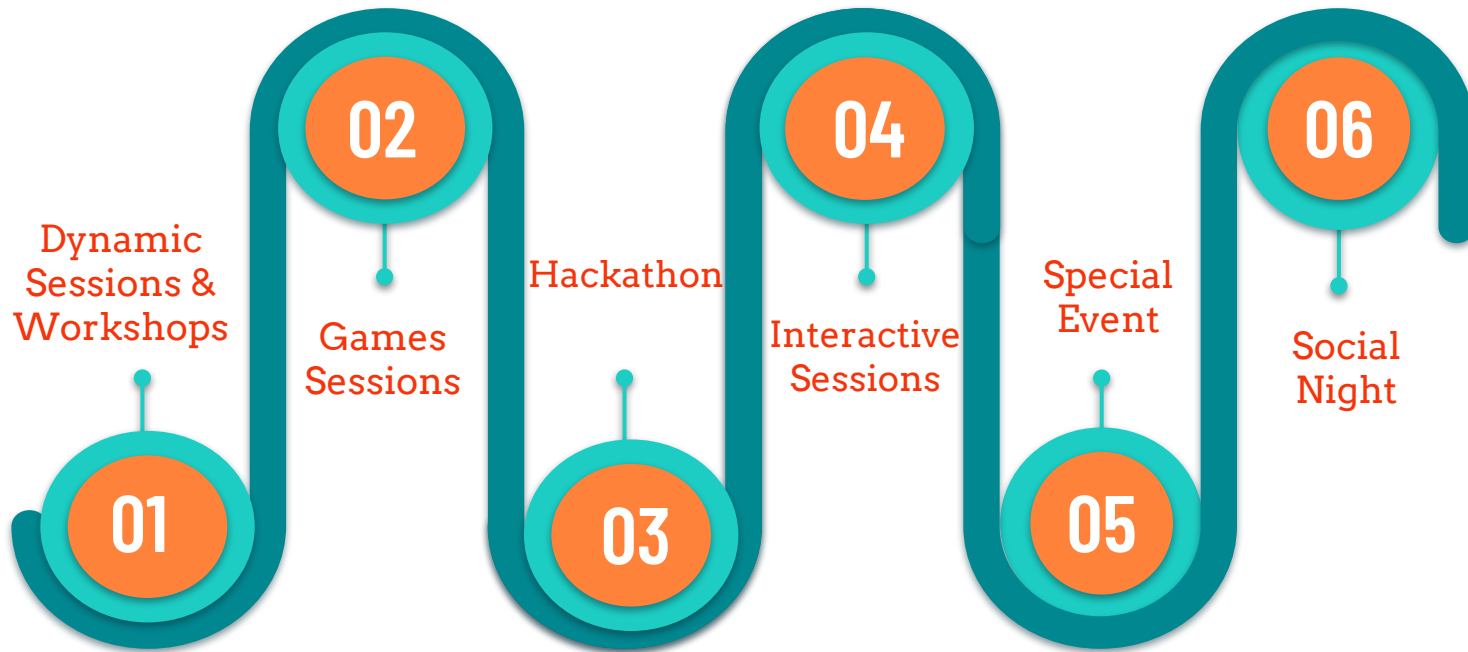 01
Dynamic
Sessions &
Workshops
02
Games
Sessions
03
Hackathon
04
Interactive
Sessions
05
Special
Event
06
Social
Night